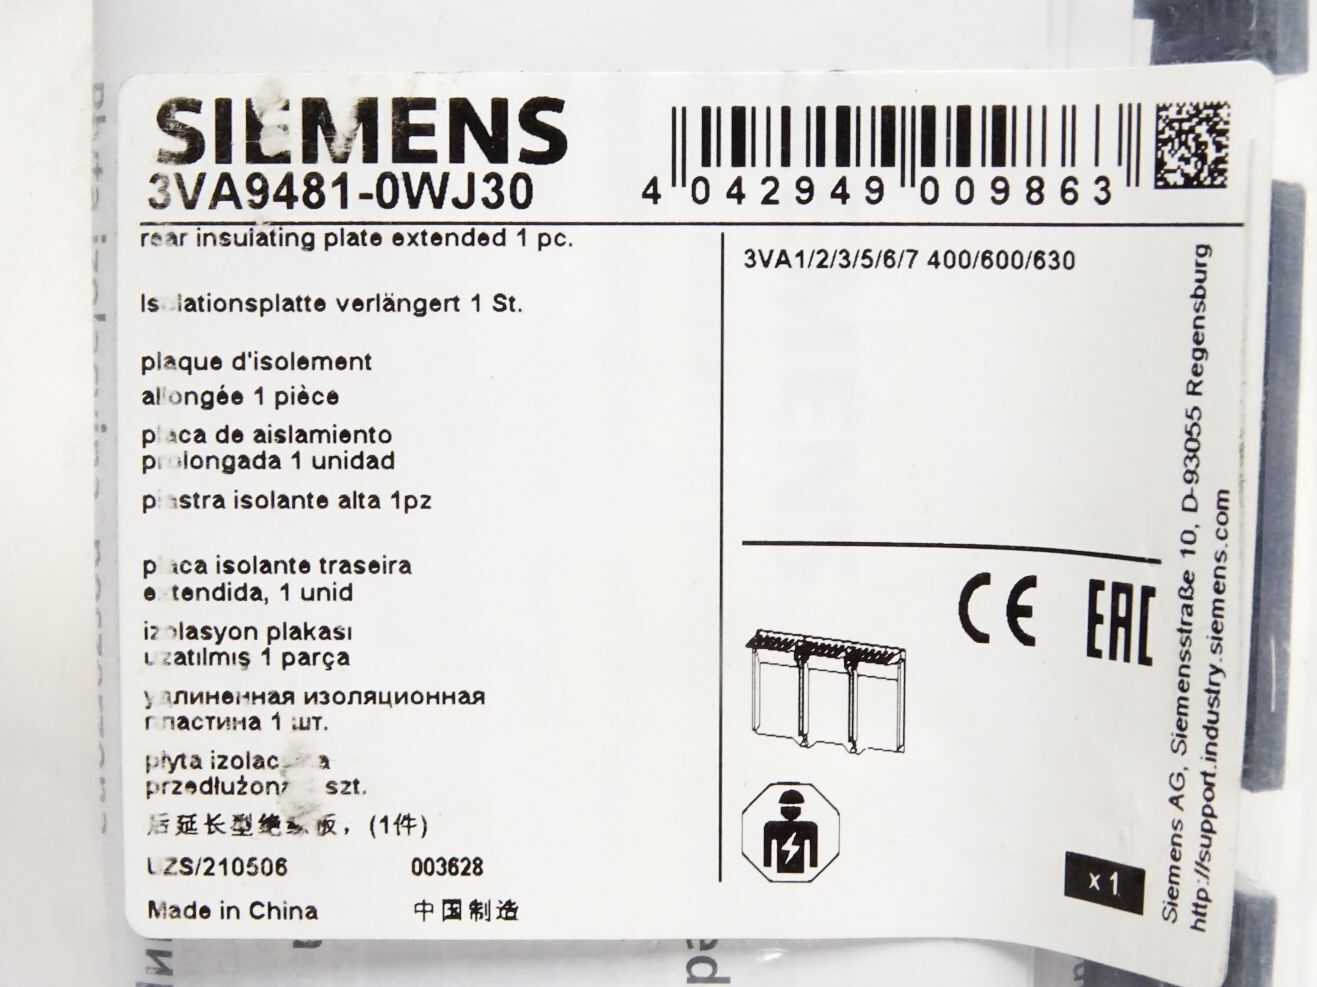 SIEMENS
3VA9481-0WJ30
4 042949 009863
rear insulating plate extended 1 pc.
Isolationsplatte verlängert 1 St.
plaque d'isolement
allongée 1 pièce
placa de aislamiento
prolongada 1 unidad
piastra isolante alta 1pz
placa isolante traseira
extendida, 1 unid
izolasyon plakası
uzatılmış 1 parça
удлиненная изоляционная
пластина 1 шт.
płyta izolacyjna
przedłużona szt.
后延长型绝缘板，(1件)
UZS/210506 003628
Made in China 中国制造
3VA1/2/3/5/6/7 400/600/630
CE EAC
x 1
Siemens AG, Siemensstraße 10, D-93055 Regensburg
http://support.industry.siemens.com